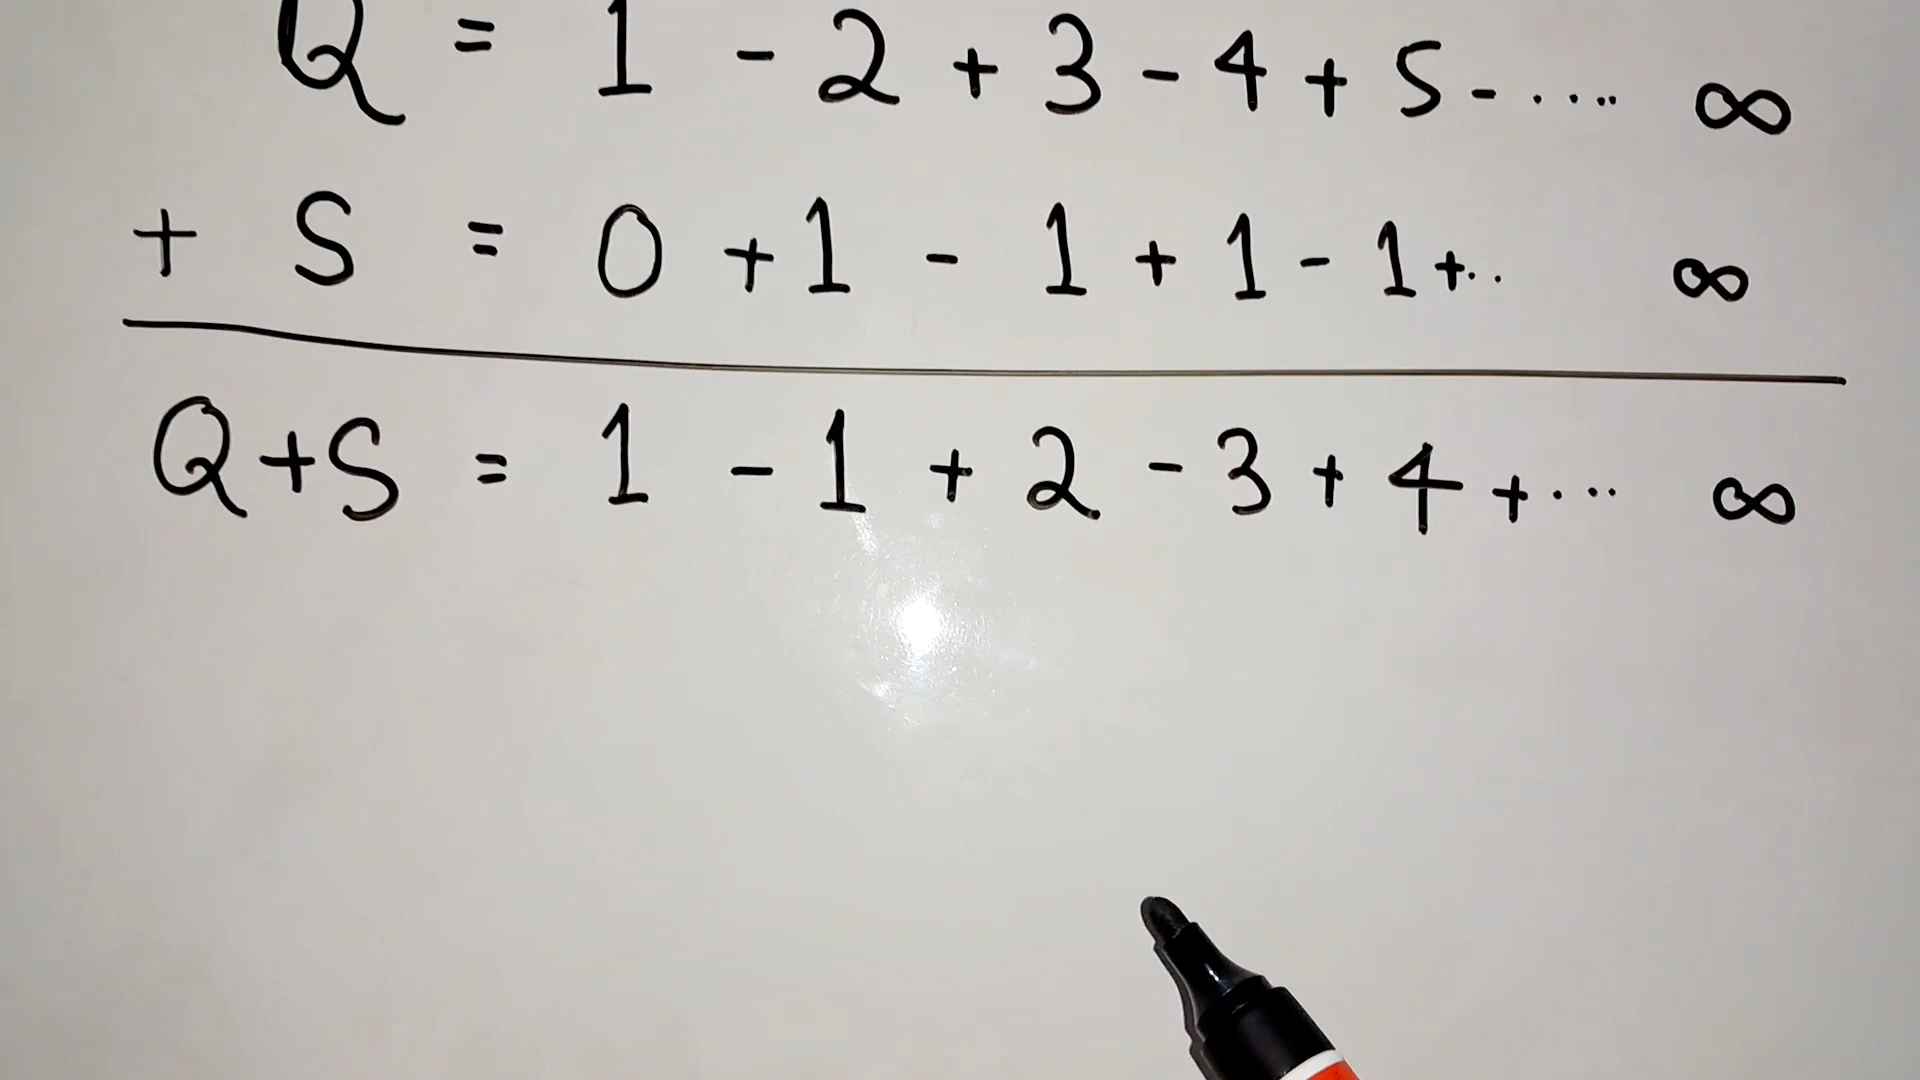 Q = 1 - 2 + 3 - 4 + 5 - ..... ∞
+ S = 0 + 1 - 1 + 1 - 1 + .. ∞
Q+S = 1 - 1 + 2 - 3 + 4 + ... ∞